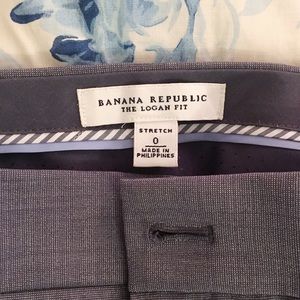 BANANA REPUBLIC
THE LOGAN FIT
STRETCH
0
MADE IN
PHILIPPINES